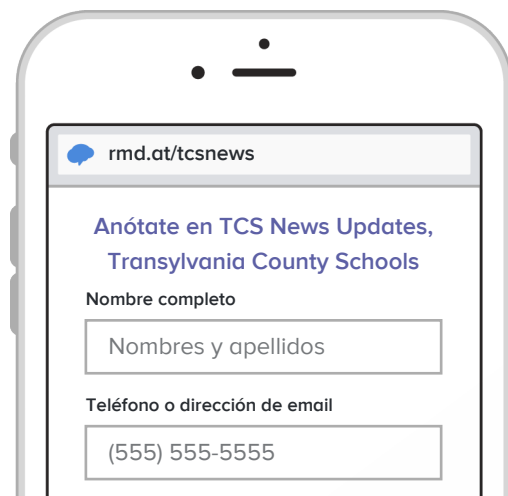 rmd.at/tcsnews
Anótate en TCS News Updates,
Transylvania County Schools
Nombre completo
Nombres y apellidos
Teléfono o dirección de email
(555) 555-5555